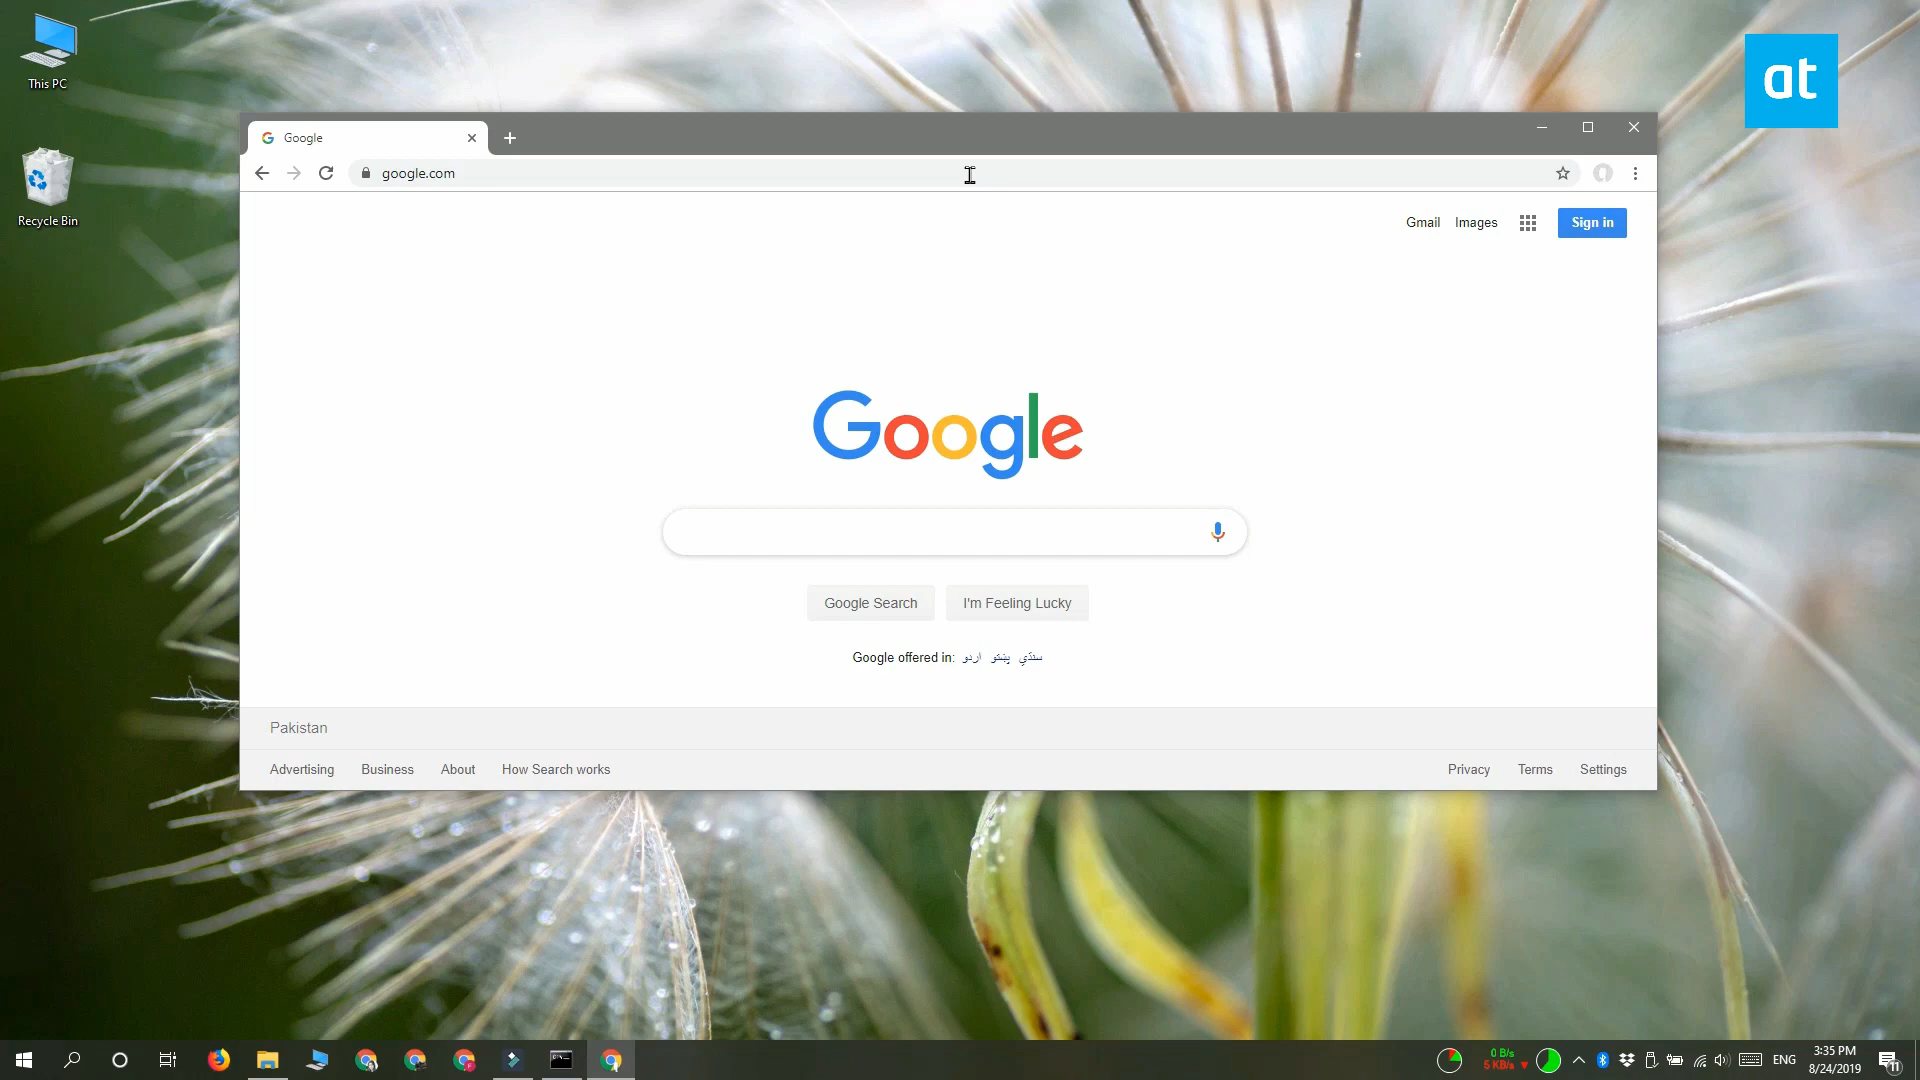 This PC
Recycle Bin
at
Google
google.com
Gmail Images
Sign in
Google
Google Search I'm Feeling Lucky
Google offered in: اردو پښتو سنڌي
Pakistan
Advertising Business About How Search works Privacy Terms Settings
0 B/s
5 KB/s
ENG
3:35 PM
8/24/2019
11